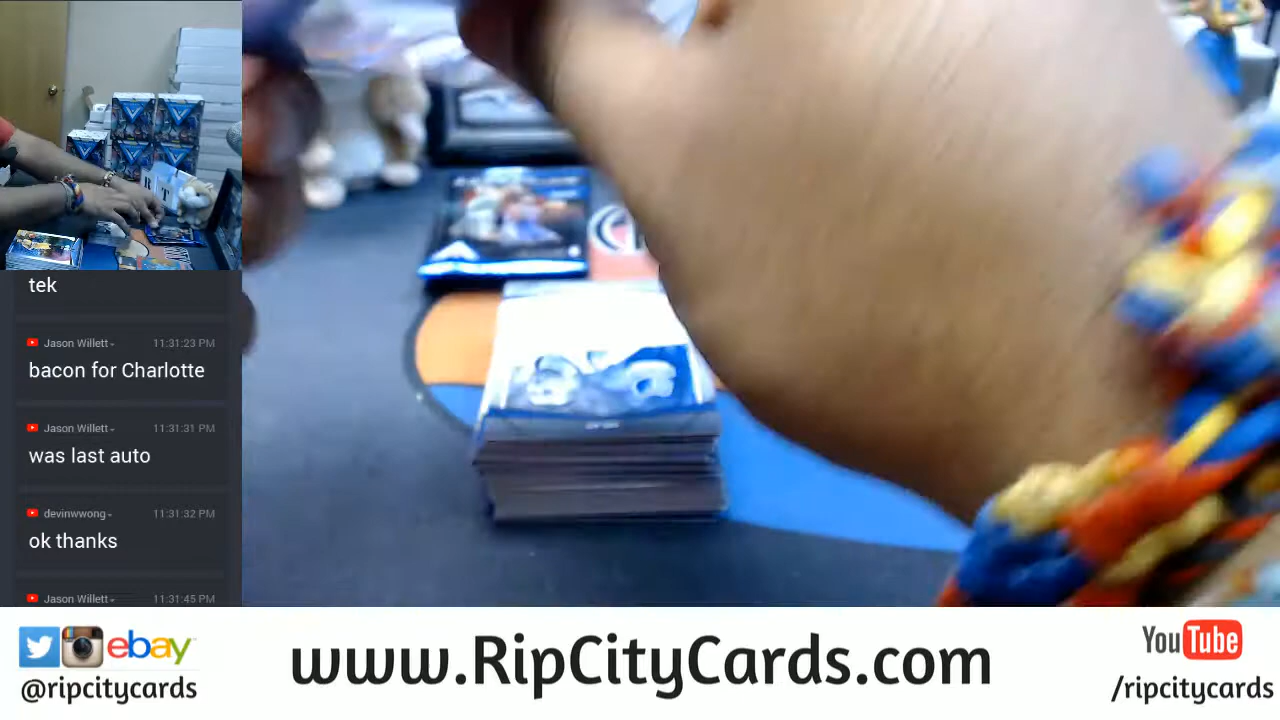 tek
Jason Willett
11:31:23 PM
bacon for Charlotte
Jason Willett
11:31:31 PM
was last auto
devinwwong
11:31:32 PM
ok thanks
Jason Willett
11:31:45 PM
ebay
@ripcitycards
www.RipCityCards.com
YouTube
/ripcitycards